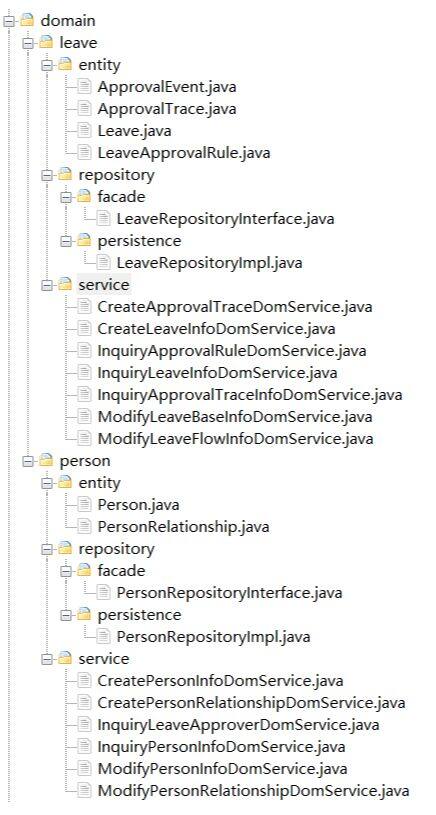 domain
leave
entity
ApprovalEvent.java
ApprovalTrace.java
Leave.java
LeaveApprovalRule.java
repository
facade
LeaveRepositoryInterface.java
persistence
LeaveRepositoryImpl.java
service
CreateApprovalTraceDomService.java
CreateLeaveInfoDomService.java
InquiryApprovalRuleDomService.java
InquiryLeaveInfoDomService.java
InquiryApprovalTraceInfoDomService.java
ModifyLeaveBaseInfoDomService.java
ModifyLeaveFlowInfoDomService.java
person
entity
Person.java
PersonRelationship.java
repository
facade
PersonRepositoryInterface.java
persistence
PersonRepositoryImpl.java
service
CreatePersonInfoDomService.java
CreatePersonRelationshipDomService.java
InquiryLeaveApproverDomService.java
InquiryPersonInfoDomService.java
ModifyPersonInfoDomService.java
ModifyPersonRelationshipDomService.java